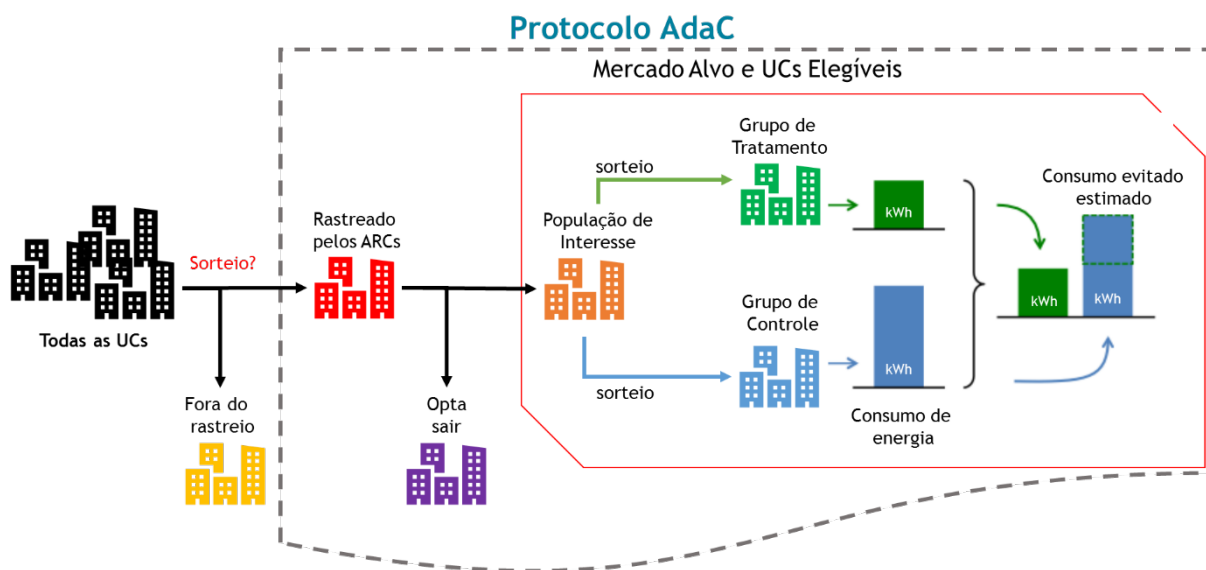 Protocolo AdaC
Mercado Alvo e UCs Elegíveis
Todas as UCs
Sorteio?
Fora do
rastreio
Rastreado
pelos ARCs
Opta
sair
População de
Interesse
sorteio
Grupo de
Tratamento
kWh
sorteio
Grupo de
Controle
kWh
Consumo de
energia
Consumo evitado
estimado
kWh
kWh